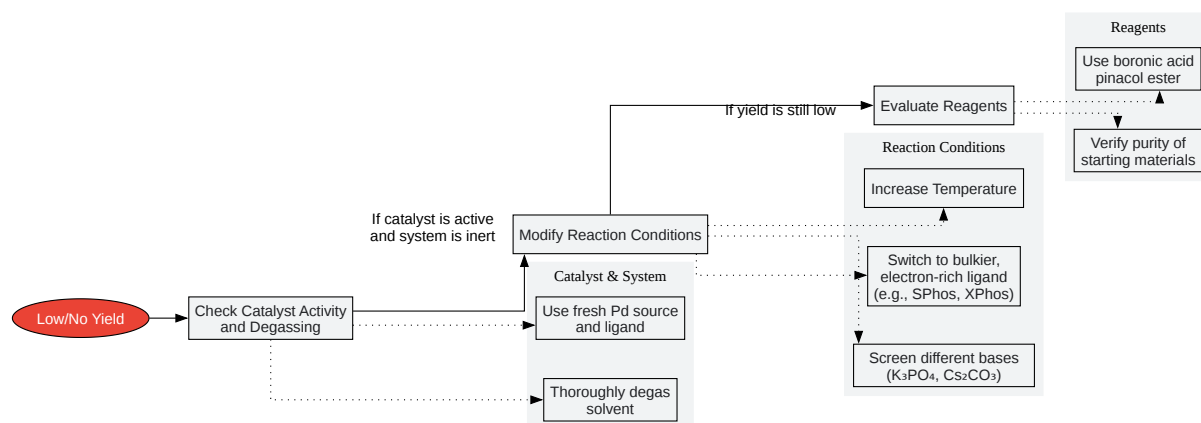 Reagents
Use boronic acid
pinacol ester
If yield is still low
Evaluate Reagents
Verify purity of
starting materials
Reaction Conditions
Increase Temperature
If catalyst is active
and system is inert
Modify Reaction Conditions
Switch to bulkier,
electron-rich ligand
(e.g., SPhos, XPhos)
Catalyst & System
Low/No Yield
Check Catalyst Activity
and Degassing
Use fresh Pd source
and ligand
Screen different bases
(K₃PO₄, Cs₂CO₃)
Thoroughly degas
solvent